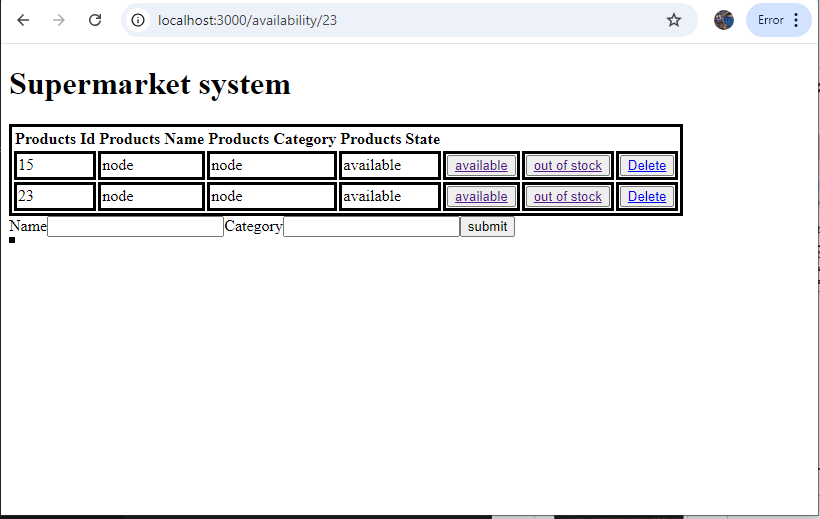 localhost:3000/availability/23
Error
Supermarket system
Products Id Products Name Products Category Products State
15 node node available available out of stock Delete
23 node node available available out of stock Delete
Name Category submit